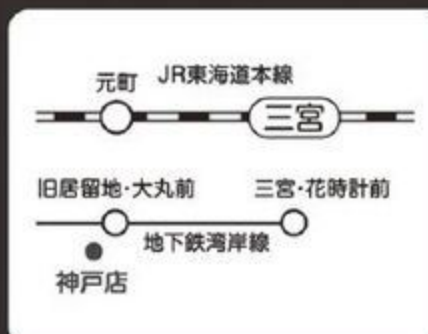 元町
JR東海道本線
三宮
旧居留地・大丸前
三宮・花時計前
地下鉄湾岸線
神戸店